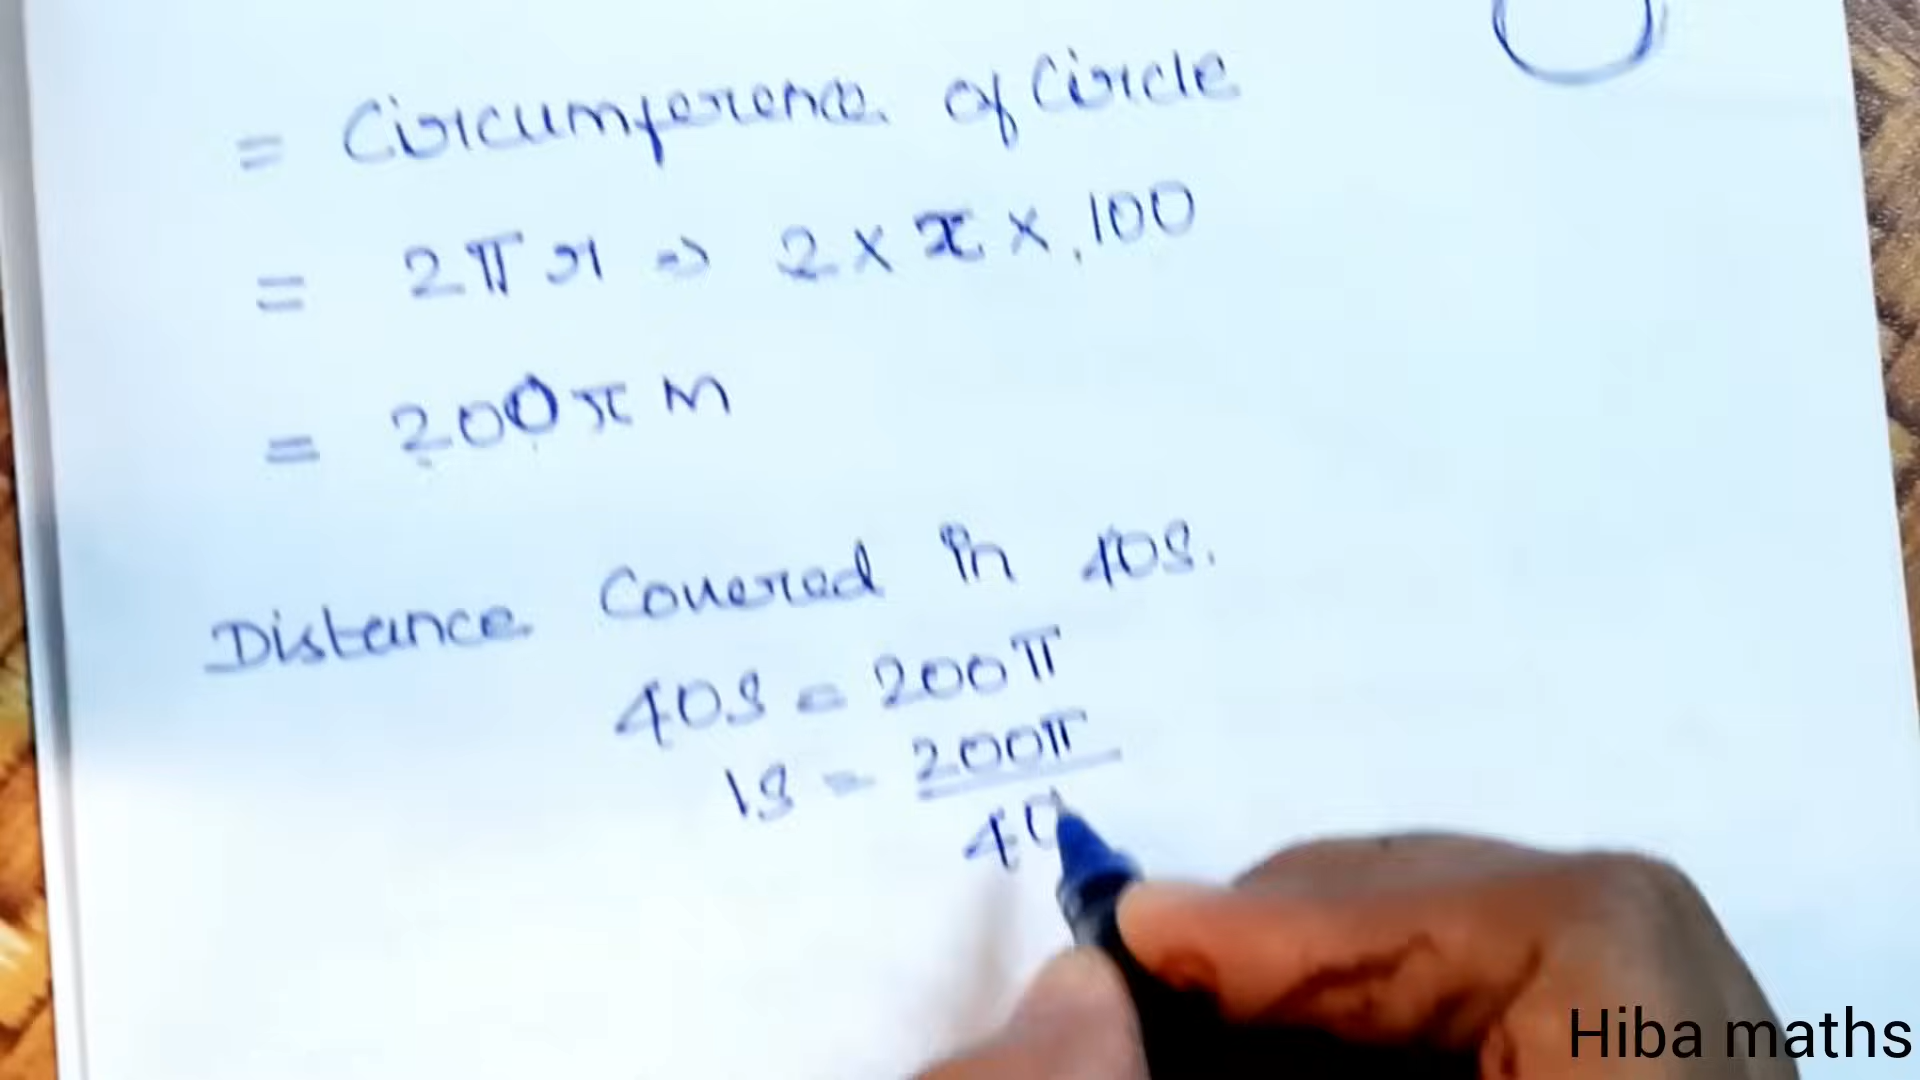 = Circumference of Circle
= 2πr ⇒ 2 × π × 100
= 200π m
Distance Covered in 40s.
40s = 200π
1s = 200π / 40
Hiba maths